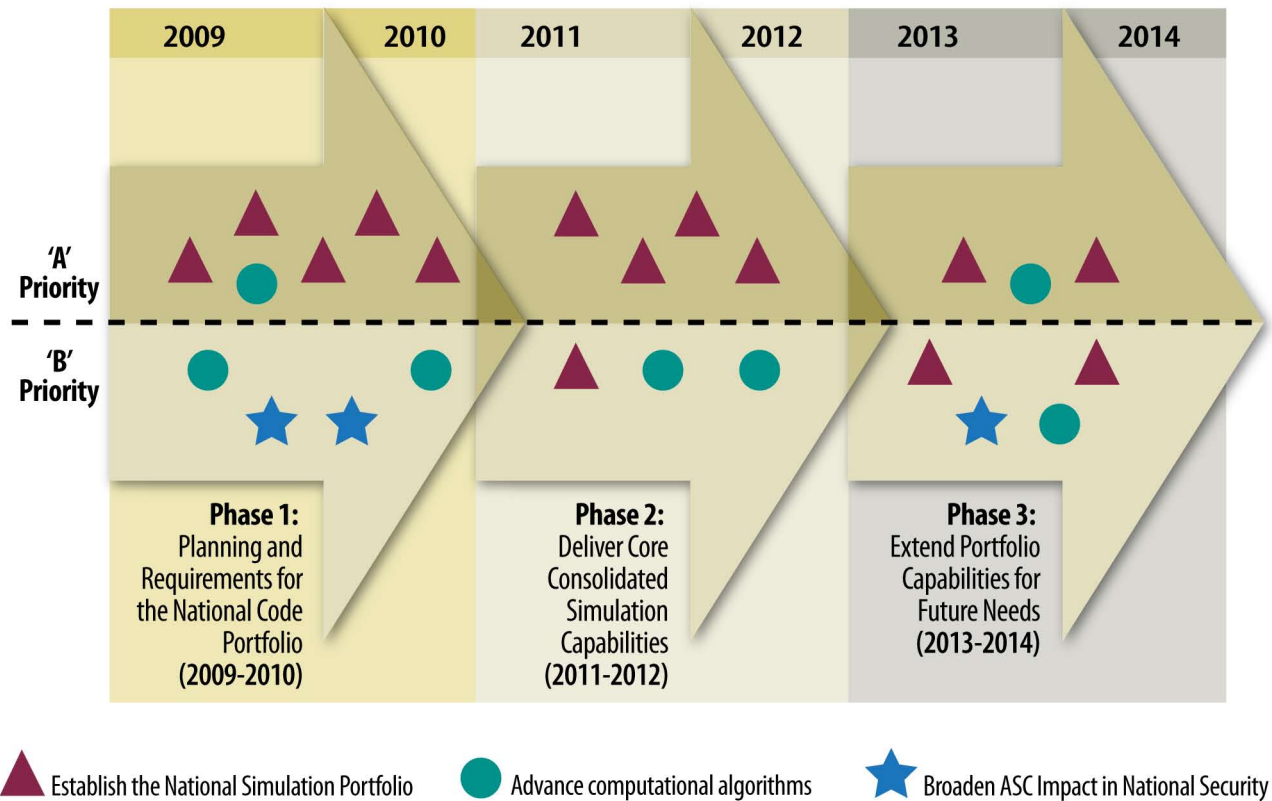 2009
2010
2011
2012
2013
2014
‘A’
Priority
‘B’
Priority
Phase 1:
Planning and
Requirements for
the National Code
Portfolio
(2009-2010)
Phase 2:
Deliver Core
Consolidated
Simulation
Capabilities
(2011-2012)
Phase 3:
Extend Portfolio
Capabilities for
Future Needs
(2013-2014)
Establish the National Simulation Portfolio
Advance computational algorithms
Broaden ASC Impact in National Security